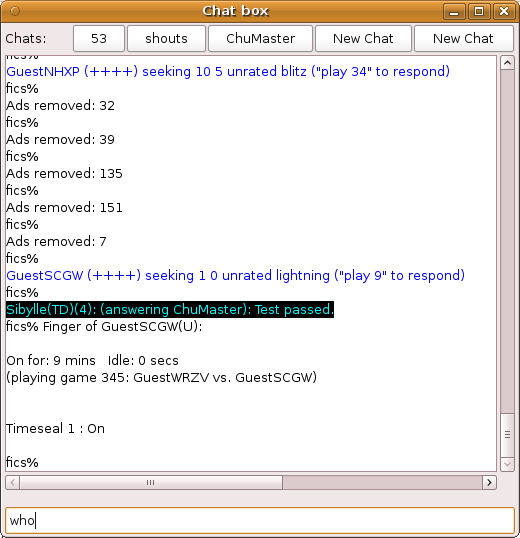 Chat box
Chats: 53 shouts ChuMaster New Chat New Chat
fics%
GuestNHXP (++++) seeking 10 5 unrated blitz ("play 34" to respond)
fics%
Ads removed: 32
fics%
Ads removed: 39
fics%
Ads removed: 135
fics%
Ads removed: 151
fics%
Ads removed: 7
fics%
GuestSCGW (++++) seeking 1 0 unrated lightning ("play 9" to respond)
fics%
Sibylle(TD)(4): (answering ChuMaster): Test passed.
fics% Finger of GuestSCGW(U):
On for: 9 mins   Idle: 0 secs
(playing game 345: GuestWRZV vs. GuestSCGW)
Timeseal 1 : On
fics%
who